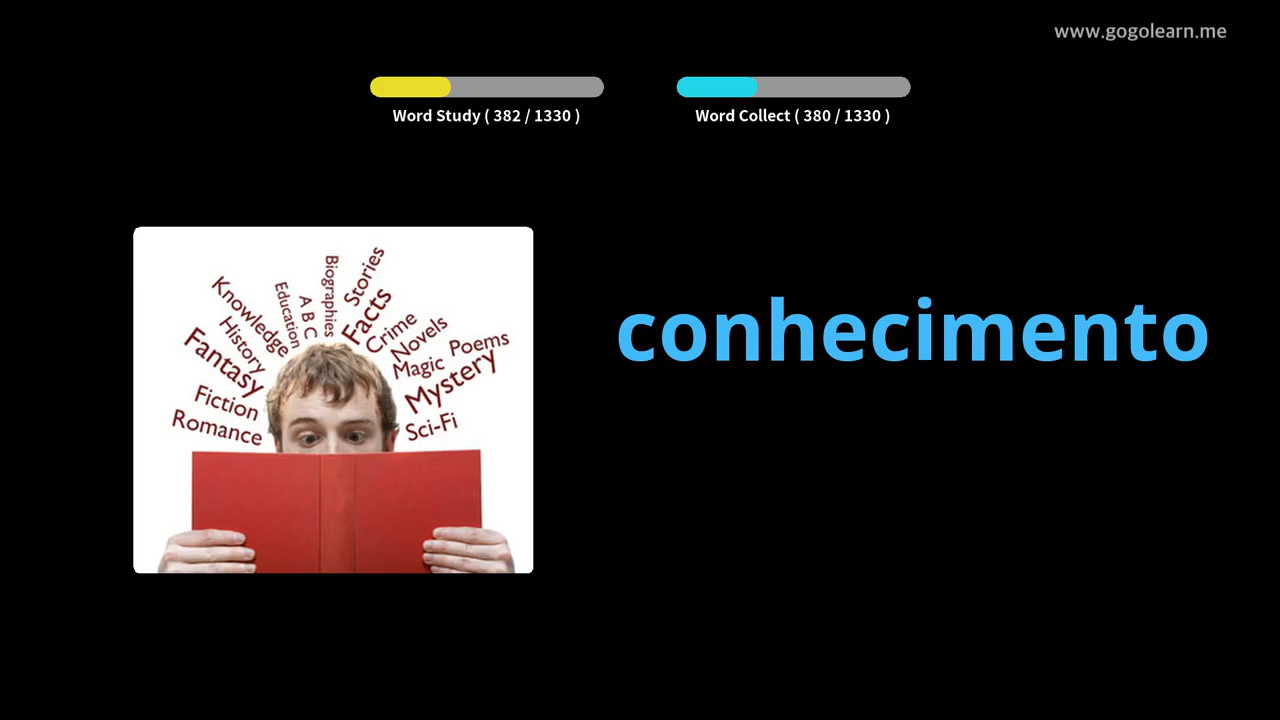 www.gogolearn.me
Word Study ( 382 / 1330 )
Word Collect ( 380 / 1330 )
conhecimento
Romance
Fiction
Fantasy
History
Knowledge
Education
A B C
Biographies
Stories
Facts
Crime
Novels
Magic
Poems
Mystery
Sci-Fi